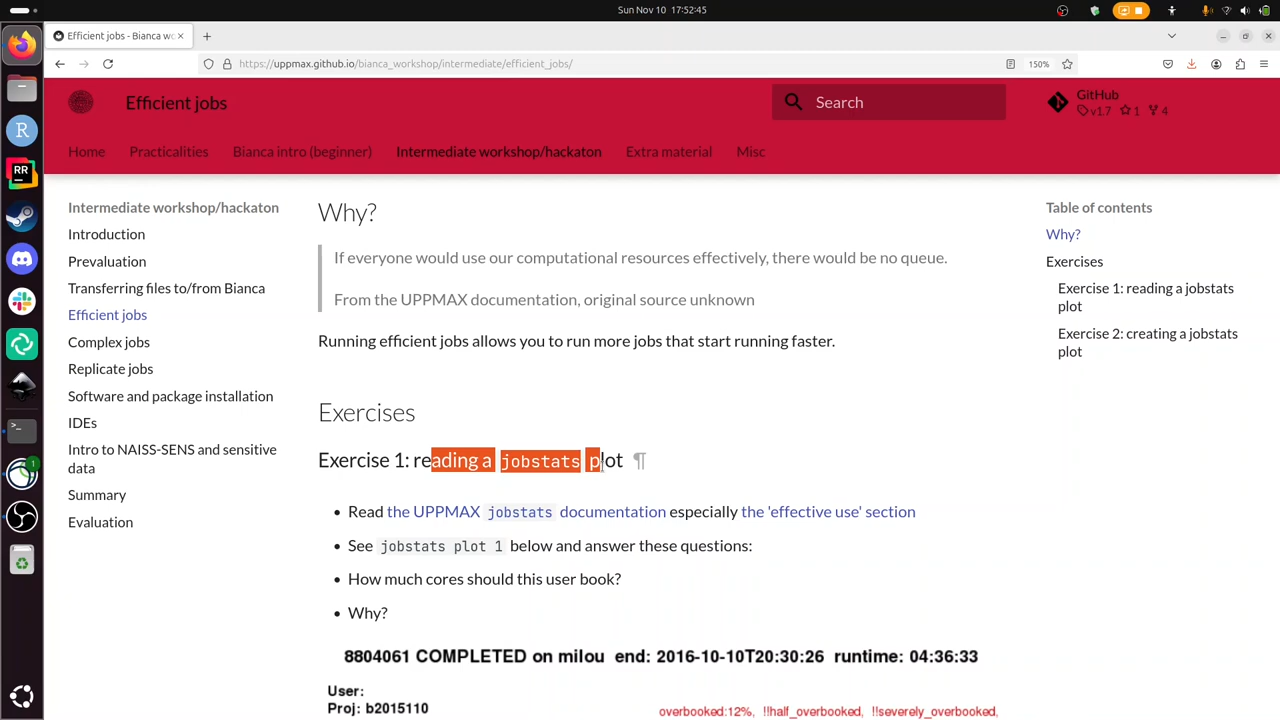 Sun Nov 10 17:52:45
Efficient jobs - Bianca wo
https://uppmax.github.io/bianca_workshop/intermediate/efficient_jobs/
150%
Efficient jobs
Search
GitHub
v1.7 1 4
Home Practicalities Bianca intro (beginner) Intermediate workshop/hackaton Extra material Misc
Intermediate workshop/hackaton
Introduction
Prevaluation
Transferring files to/from Bianca
Efficient jobs
Complex jobs
Replicate jobs
Software and package installation
IDEs
Intro to NAISS-SENS and sensitive
data
Summary
Evaluation
Why?
If everyone would use our computational resources effectively, there would be no queue.
From the UPPMAX documentation, original source unknown
Running efficient jobs allows you to run more jobs that start running faster.
Exercises
Exercise 1: reading a jobstats plot ¶
• Read the UPPMAX jobstats documentation especially the 'effective use' section
• See jobstats plot 1 below and answer these questions:
• How much cores should this user book?
• Why?
8804061 COMPLETED on milou end: 2016-10-10T20:30:26 runtime: 04:36:33
User:
Proj: b2015110
overbooked:12%, !!half_overbooked, !!severely_overbooked,
Table of contents
Why?
Exercises
Exercise 1: reading a jobstats
plot
Exercise 2: creating a jobstats
plot
R
RR
>_
1